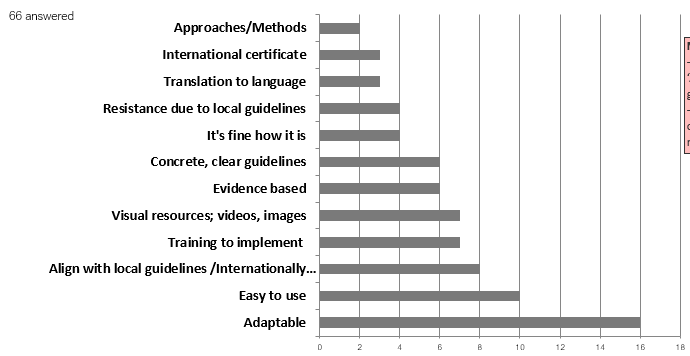 66 answered
Approaches/Methods
International certificate
Translation to language
Resistance due to local guidelines
It's fine how it is
Concrete, clear guidelines
Evidence based
Visual resources; videos, images
Training to implement
Align with local guidelines /Internationally...
Easy to use
Adaptable
0 2 4 6 8 10 12 14 16 18